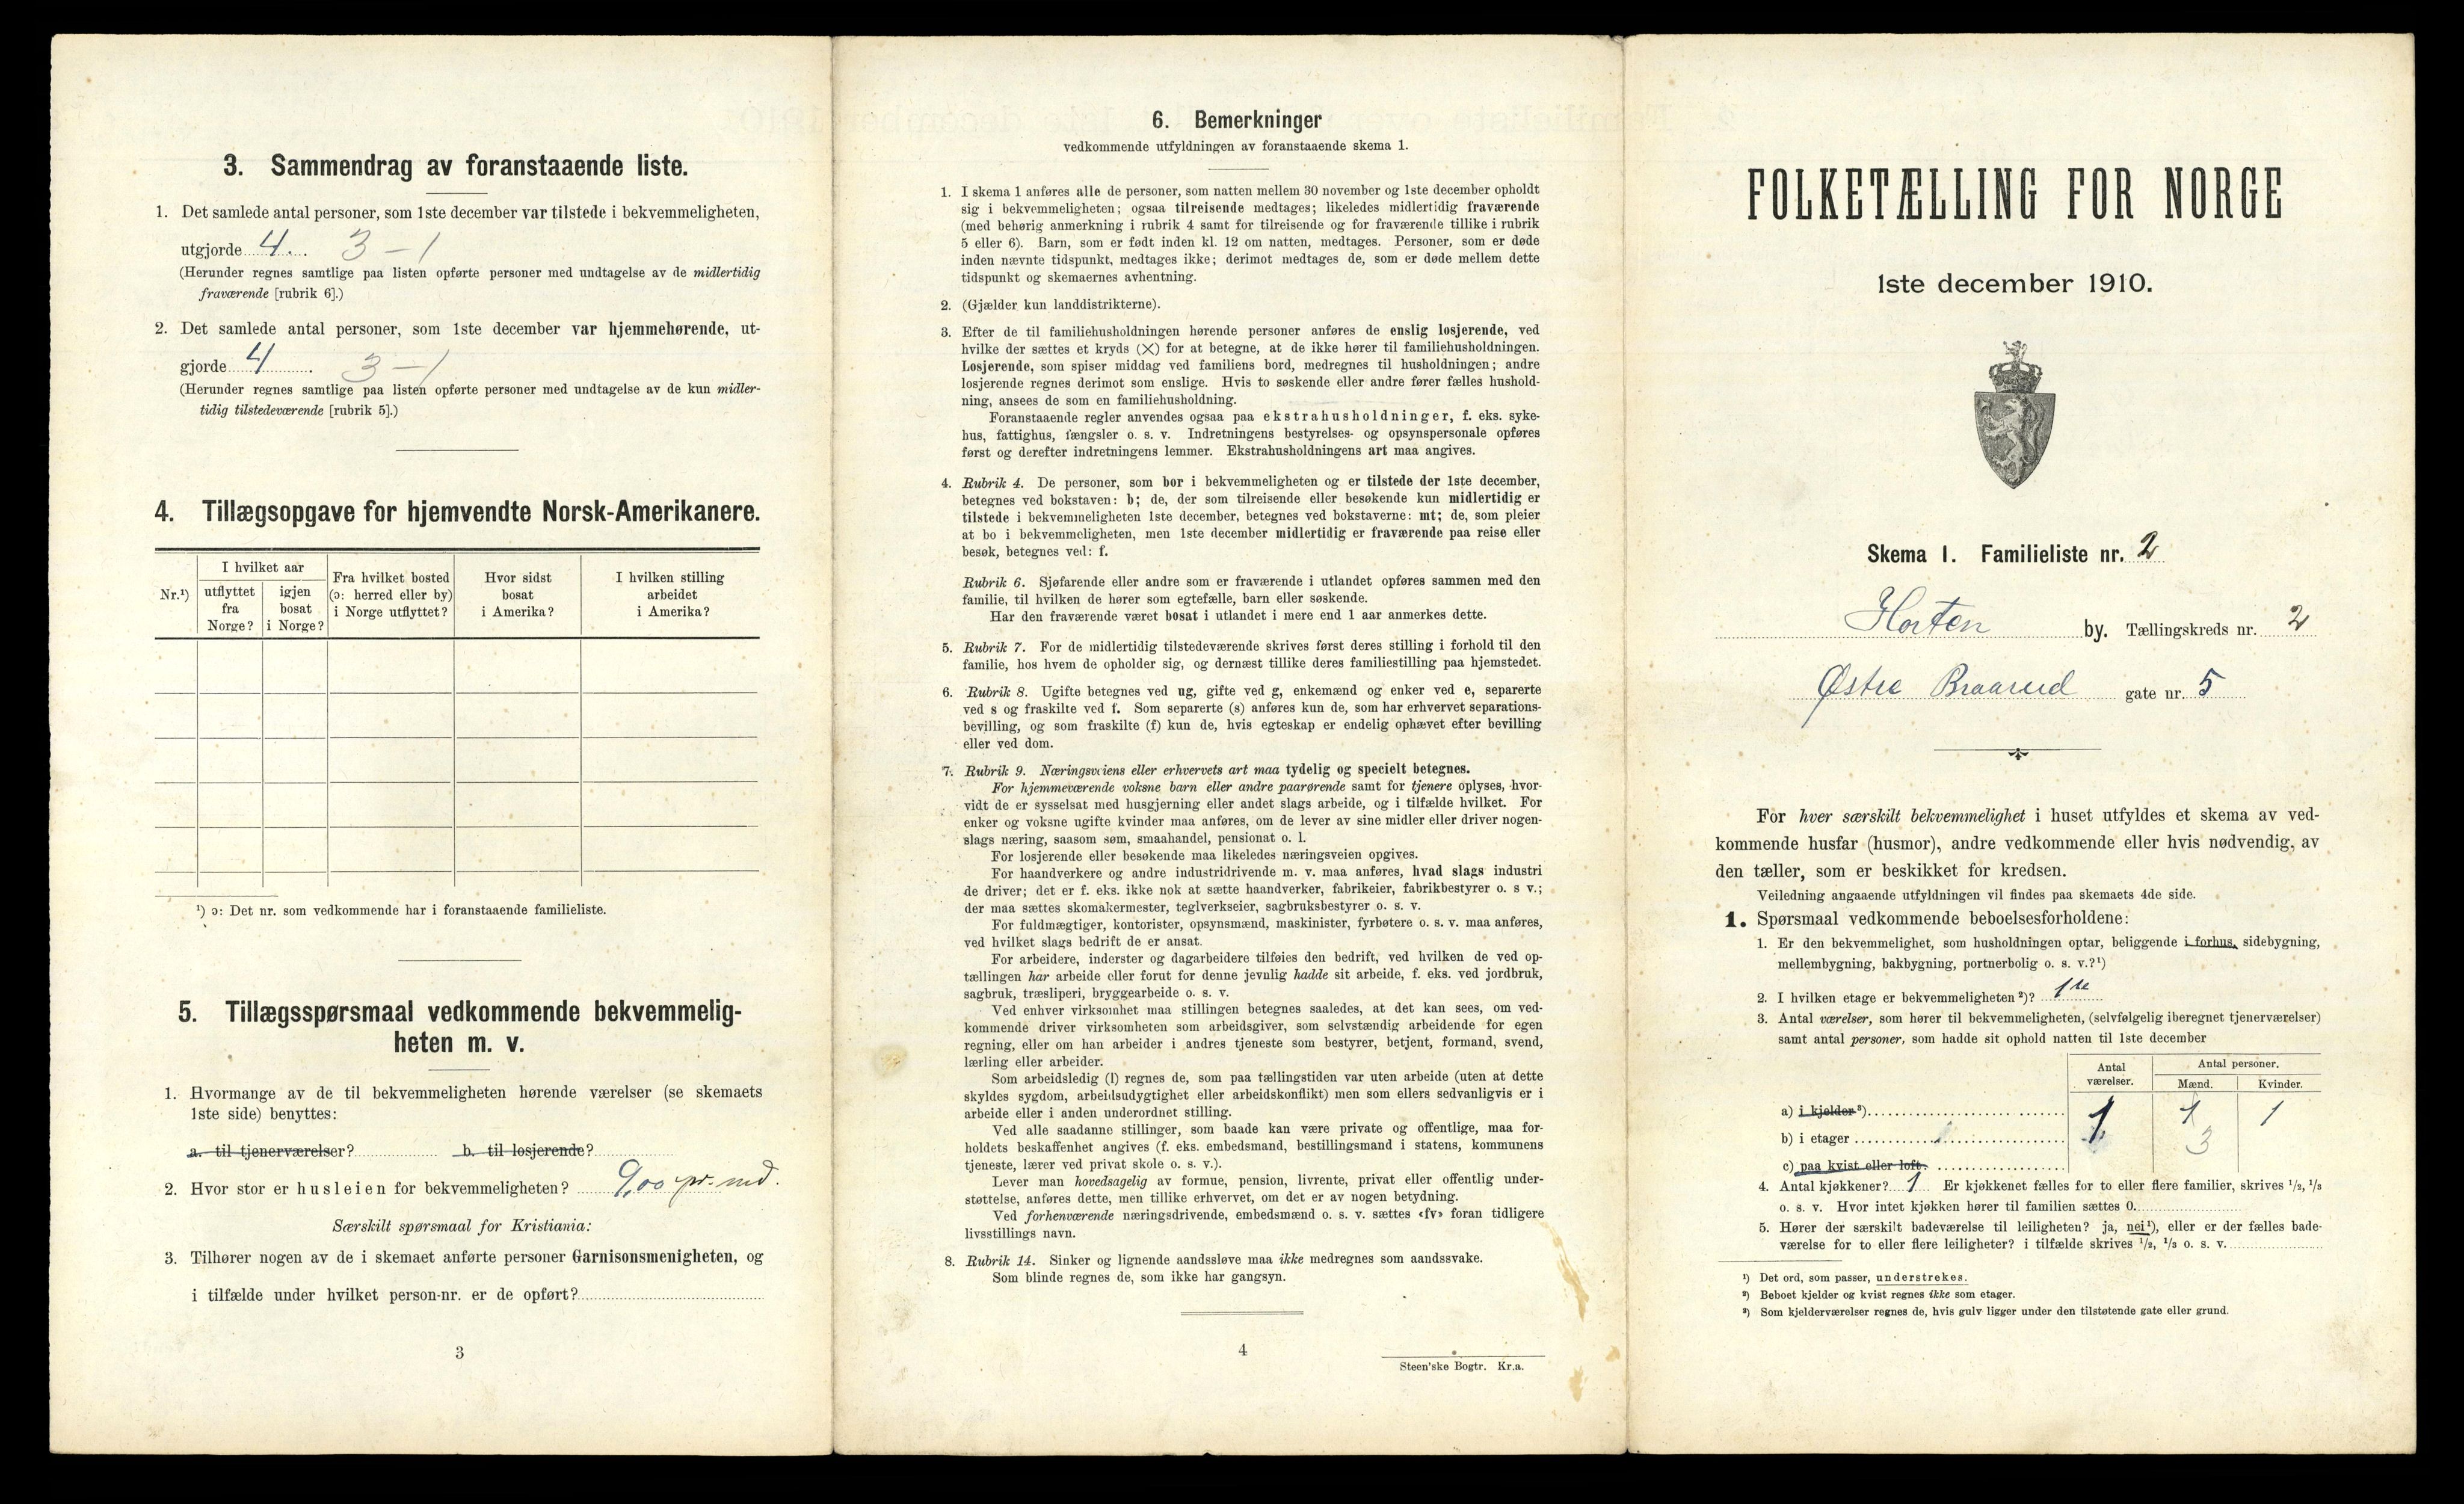 3. Sammendrag av foranstaaende liste.
1. Det samlede antal personer, som 1ste december var tilstede i bekvemmeligheten,
utgjorde 4 3 - 1
(Herunder regnes samtlige paa listen opførte personer med undtagelse av de midlertidig
fraværende [rubrik 6].)
2. Det samlede antal personer, som 1ste december var hjemmehørende, ut-
gjorde 4 3 - 1
(Herunder regnes samtlige paa listen opførte personer med undtagelse av de kun midler-
tidig tilstedeværende [rubrik 5].)
4. Tillægsopgave for hjemvendte Norsk-Amerikanere.
Nr.¹)
I hvilket aar
utflyttet
fra
Norge?
igjen
bosat
i Norge?
Fra hvilket bosted
(ɔ: herred eller by)
i Norge utflyttet?
Hvor sidst
bosat
i Amerika?
I hvilken stilling
arbeidet
i Amerika?
¹) ɔ: Det nr. som vedkommende har i foranstaaende familieliste.
5. Tillægsspørsmaal vedkommende bekvemmelig-
heten m. v.
1. Hvormange av de til bekvemmeligheten hørende værelser (se skemaets
1ste side) benyttes:
a. til tjenerværelser? b. til losjerende?
2. Hvor stor er husleien for bekvemmeligheten? 9,00 pr. md.
Særskilt spørsmaal for Kristiania:
3. Tilhører nogen av de i skemaet anførte personer Garnisonsmenigheten, og
i tilfælde under hvilket person-nr. er de opført?
3
6. Bemerkninger
vedkommende utfyldningen av foranstaaende skema 1.
1. I skema 1 anføres alle de personer, som natten mellem 30 november og 1ste december opholdt
sig i bekvemmeligheten; ogsaa tilreisende medtages; likeledes midlertidig fraværende
(med behørig anmerkning i rubrik 4 samt for tilreisende og for fraværende tillike i rubrik
5 eller 6). Barn, som er født inden kl. 12 om natten, medtages. Personer, som er døde
inden nævnte tidspunkt, medtages ikke; derimot medtages de, som er døde mellem dette
tidspunkt og skemaernes avhentning.
2. (Gjælder kun landdistrikterne).
3. Efter de til familiehusholdningen hørende personer anføres de enslig losjerende, ved
hvilke der sættes et kryds (×) for at betegne, at de ikke hører til familiehusholdningen.
Losjerende, som spiser middag ved familiens bord, medregnes til husholdningen; andre
losjerende regnes derimot som enslige. Hvis to søskende eller andre fører fælles hushold-
ning, ansees de som en familiehusholdning.
Foranstaaende regler anvendes ogsaa paa ekstrahusholdninger, f. eks. syke-
hus, fattighus, fængsler o. s. v. Indretningens bestyrelses- og opsynspersonale opføres
først og derefter indretningens lemmer. Ekstrahusholdningens art maa angives.
4. Rubrik 4. De personer, som bor i bekvemmeligheten og er tilstede der 1ste december,
betegnes ved bokstaven: b; de, der som tilreisende eller besøkende kun midlertidig er
tilstede i bekvemmeligheten 1ste december, betegnes ved bokstaverne: mt; de, som pleier
at bo i bekvemmeligheten, men 1ste december midlertidig er fraværende paa reise eller
besøk, betegnes ved: f.
Rubrik 6. Sjøfarende eller andre som er fraværende i utlandet opføres sammen med den
familie, til hvilken de hører som egtefælle, barn eller søskende.
Har den fraværende været bosat i utlandet i mere end 1 aar anmerkes dette.
5. Rubrik 7. For de midlertidig tilstedeværende skrives først deres stilling i forhold til den
familie, hos hvem de opholder sig, og dernæst tillike deres familiestilling paa hjemstedet.
6. Rubrik 8. Ugifte betegnes ved ug, gifte ved g, enkemænd og enker ved e, separerte
ved s og fraskilte ved f. Som separerte (s) anføres kun de, som har erhvervet separations-
bevilling, og som fraskilte (f) kun de, hvis egteskap er endelig ophævet efter bevilling
eller ved dom.
7. Rubrik 9. Næringsveiens eller erhvervets art maa tydelig og specielt betegnes.
For hjemmeværende voksne barn eller andre paarørende samt for tjenere oplyses, hvor-
vidt de er sysselsat med husgjerning eller andet slags arbeide, og i tilfælde hvilket. For
enker og voksne ugifte kvinder maa anføres, om de lever av sine midler eller driver nogen-
slags næring, saasom søm, smaahandel, pensionat o. l.
For losjerende eller besøkende maa likeledes næringsveien opgives.
For haandverkere og andre industridrivende m. v. maa anføres, hvad slags industri
de driver; det er f. eks. ikke nok at sætte haandverker, fabrikeier, fabrikbestyrer o. s v.;
der maa sættes skomakermester, teglverkseier, sagbruksbestyrer o. s. v.
For fuldmægtiger, kontorister, opsynsmænd, maskinister, fyrbøtere o. s. v. maa anføres,
ved hvilket slags bedrift de er ansat.
For arbeidere, inderster og dagarbeidere tilføies den bedrift, ved hvilken de ved op-
tællingen har arbeide eller forut for denne jevnlig hadde sit arbeide, f. eks. ved jordbruk,
sagbruk, træsliperi, bryggearbeide o. s. v.
Ved enhver virksomhet maa stillingen betegnes saaledes, at det kan sees, om ved-
kommende driver virksomheten som arbeidsgiver, som selvstændig arbeidende for egen
regning, eller om han arbeider i andres tjeneste som bestyrer, betjent, formand, svend,
lærling eller arbeider.
Som arbeidsledig (l) regnes de, som paa tællingstiden var uten arbeide (uten at dette
skyldes sygdom, arbeidsudygtighet eller arbeidskonflikt) men som ellers sedvanligvis er i
arbeide eller i anden underordnet stilling.
Ved alle saadanne stillinger, som baade kan være private og offentlige, maa for-
holdets beskaffenhet angives (f. eks. embedsmand, bestillingsmand i statens, kommunens
tjeneste, lærer ved privat skole o. s. v.).
Lever man hovedsagelig av formue, pension, livrente, privat eller offentlig under-
støttelse, anføres dette, men tillike erhvervet, om det er av nogen betydning.
Ved forhenværende næringsdrivende, embedsmænd o. s. v. sættes «fv» foran tidligere
livsstillings navn.
8. Rubrik 14. Sinker og lignende aandssløve maa ikke medregnes som aandssvake.
Som blinde regnes de, som ikke har gangsyn.
4
Steen'ske Bogtr. Kr.a.
FOLKETÆLLING FOR NORGE
1ste december 1910.
Skema 1. Familieliste nr. 2
Horten by. Tællingskreds nr. 2
Østre Braarud gate nr. 5
For hver særskilt bekvemmelighet i huset utfyldes et skema av ved-
kommende husfar (husmor), andre vedkommende eller hvis nødvendig, av
den tæller, som er beskikket for kredsen.
Veiledning angaaende utfyldningen vil findes paa skemaets 4de side.
1. Spørsmaal vedkommende beboelsesforholdene:
1. Er den bekvemmelighet, som husholdningen optar, beliggende i forhus, sidebygning,
mellembygning, bakbygning, portnerbolig o. s. v.?¹)
2. I hvilken etage er bekvemmeligheten²)? 1te
3. Antal værelser, som hører til bekvemmeligheten, (selvfølgelig iberegnet tjenerværelser)
samt antal personer, som hadde sit ophold natten til 1ste december
Antal
værelser.
Antal personer.
Mænd. Kvinder.
a) i kjelder³) 1 1 1
b) i etager 3
c) paa kvist eller loft
4. Antal kjøkkener? 1 Er kjøkkenet fælles for to eller flere familier, skrives ¹/₂, ¹/₃
o. s. v. Hvor intet kjøkken hører til familien sættes 0.
5. Hører der særskilt badeværelse til leiligheten? ja, nei¹), eller er der fælles bade-
værelse for to eller flere leiligheter? i tilfælde skrives ¹/₂, ¹/₃ o. s. v.
¹) Det ord, som passer, understrekes.
²) Beboet kjelder og kvist regnes ikke som etager.
³) Som kjelderværelser regnes de, hvis gulv ligger under den tilstøtende gate eller grund.